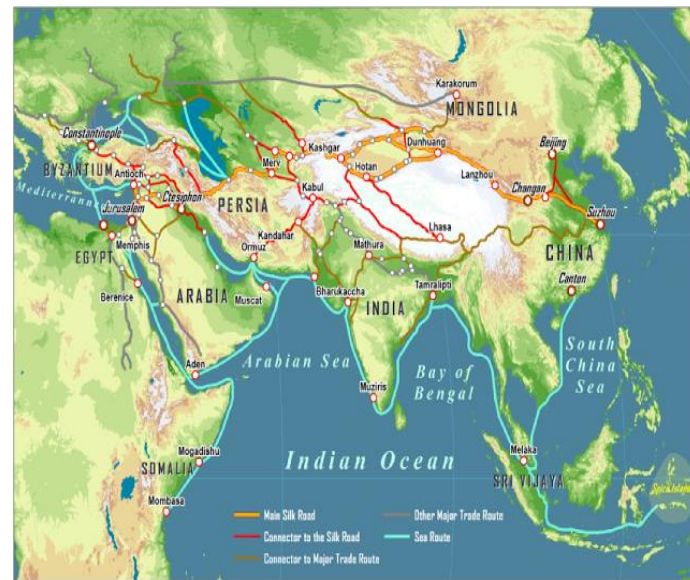 Karakorum
MONGOLIA
Constantinople
BYZANTIUM
Antioch
Merv
Kashgar
Dunhuang
Beijing
Hotan
Lanzhou
Changan
Mediterranean
Ctesiphon
PERSIA
Kabul
Suzhou
Jerusalem
Kandahar
Lhasa
Memphis
Ormuz
Mathura
CHINA
EGYPT
ARABIA
Muscat
INDIA
Canton
Berenice
Bharukaccha
Tamralipti
Aden
Arabian Sea
Bay of
Bengal
South
China
Sea
Muziris
Mogadishu
SOMALIA
Indian Ocean
Melaka
SRI VIJAYA
Spice Islands
Mombasa
Main Silk Road
Connector to the Silk Road
Connector to Major Trade Route
Other Major Trade Route
Sea Route